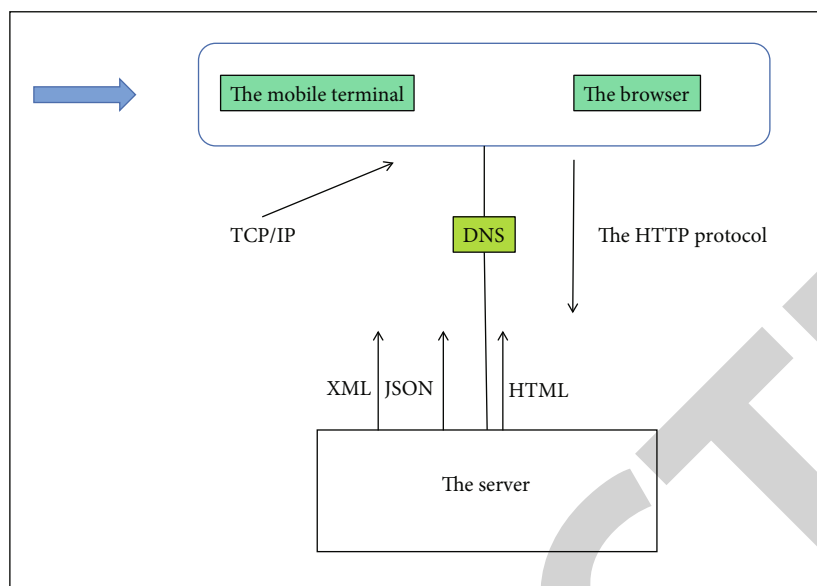 The mobile terminal
The browser
TCP/IP
DNS
The HTTP protocol
XML
JSON
HTML
The server